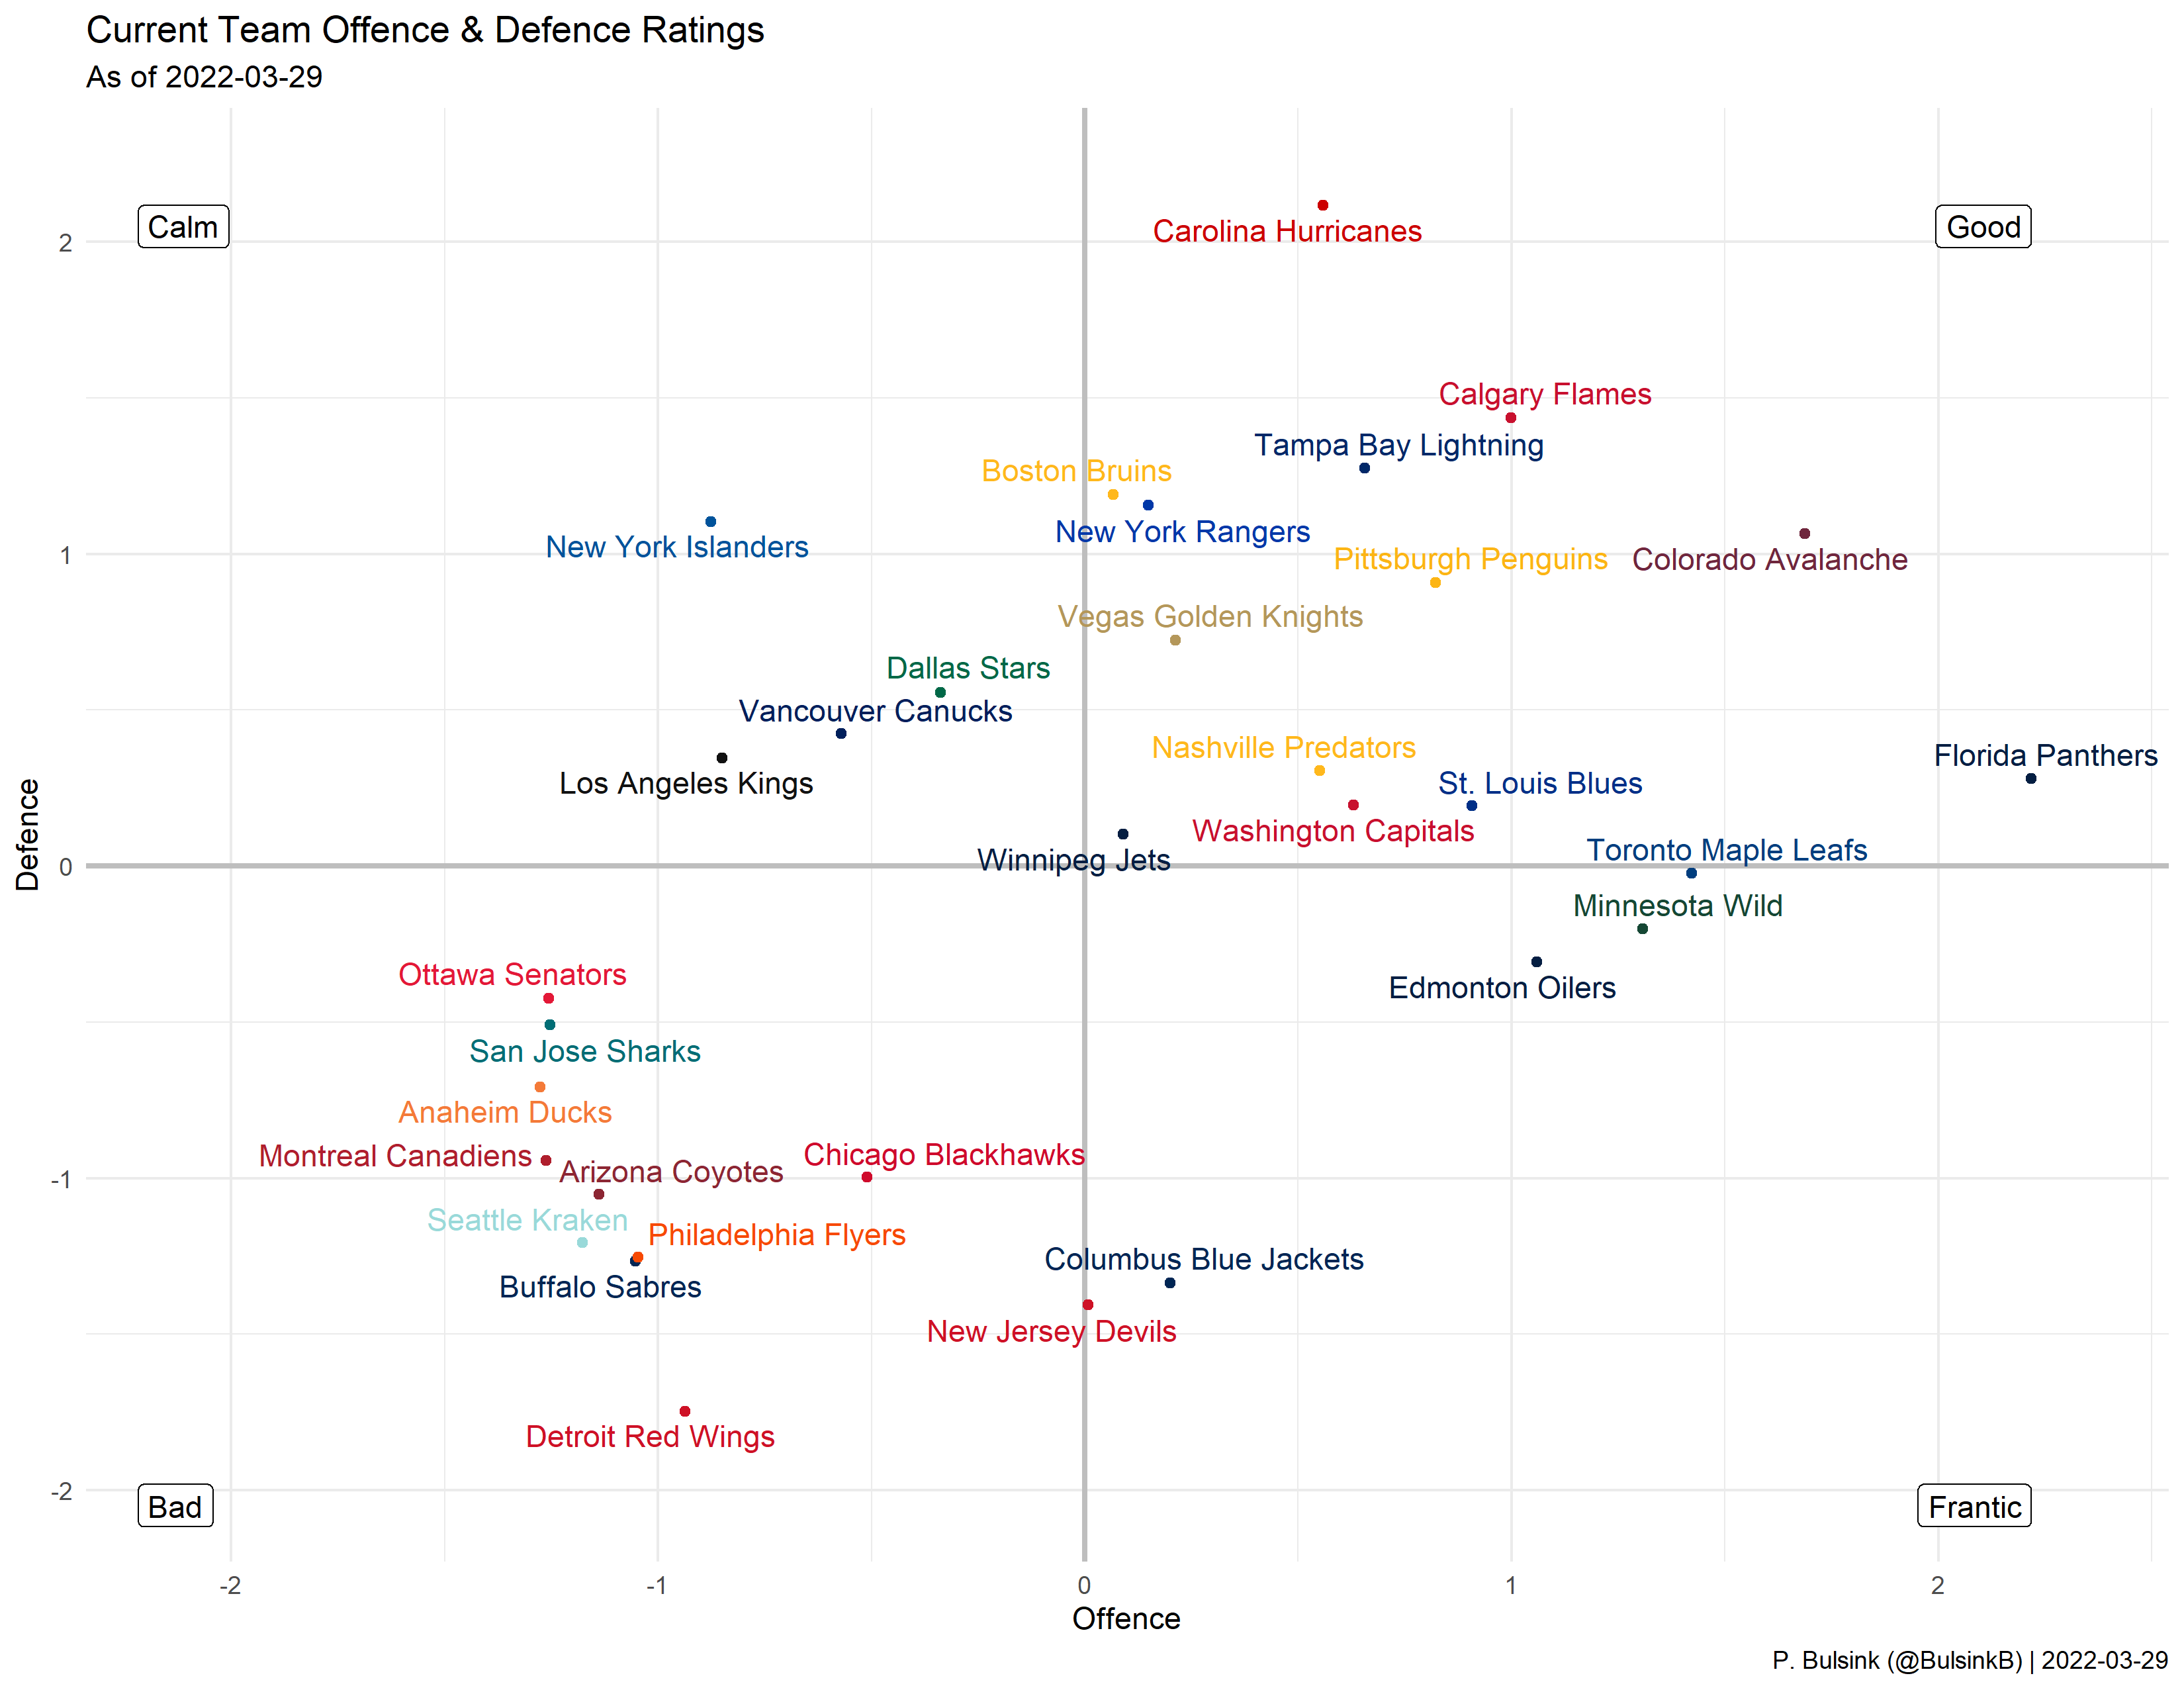 Current Team Offence & Defence Ratings
As of 2022-03-29
Calm
Good
2
Carolina Hurricanes
Calgary Flames
Tampa Bay Lightning
Boston Bruins
New York Rangers
New York Islanders
1
Pittsburgh Penguins
Colorado Avalanche
Vegas Golden Knights
Dallas Stars
Vancouver Canucks
Nashville Predators
Florida Panthers
Los Angeles Kings
St. Louis Blues
Washington Capitals
Defence
Toronto Maple Leafs
Winnipeg Jets
0
Minnesota Wild
Ottawa Senators
Edmonton Oilers
San Jose Sharks
Anaheim Ducks
Montreal Canadiens
Chicago Blackhawks
Arizona Coyotes
-1
Seattle Kraken
Philadelphia Flyers
Columbus Blue Jackets
Buffalo Sabres
New Jersey Devils
Detroit Red Wings
-2
Bad
Frantic
-2
-1
0
1
2
Offence
P. Bulsink (@BulsinkB) | 2022-03-29